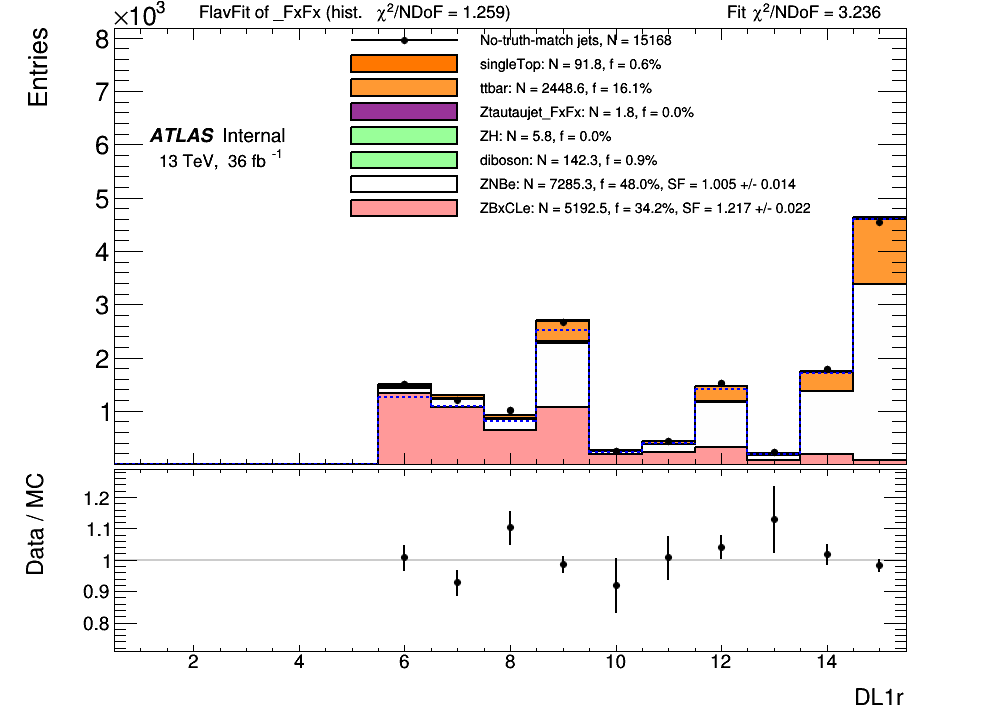 FlavFit of _FxFx (hist. χ²/NDoF = 1.259) Fit χ²/NDoF = 3.236
×10³
Entries
8
7
6
5
4
3
2
1
No-truth-match jets, N = 15168
singleTop: N = 91.8, f = 0.6%
ttbar: N = 2448.6, f = 16.1%
Ztautaujet_FxFx: N = 1.8, f = 0.0%
ZH: N = 5.8, f = 0.0%
diboson: N = 142.3, f = 0.9%
ZNBe: N = 7285.3, f = 48.0%, SF = 1.005 +/- 0.014
ZBxCLe: N = 5192.5, f = 34.2%, SF = 1.217 +/- 0.022
ATLAS Internal
13 TeV, 36 fb⁻¹
Data / MC
1.2
1.1
1
0.9
0.8
2 4 6 8 10 12 14
DL1r